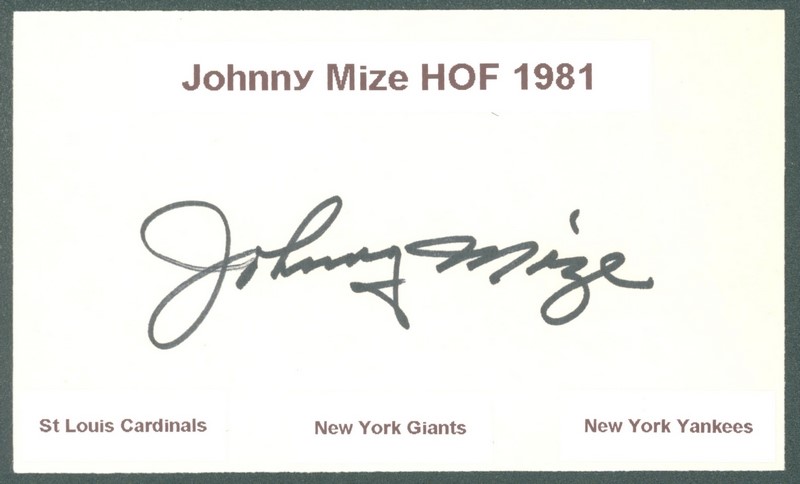 Johnny Mize HOF 1981
Johnny Mize
St Louis Cardinals
New York Giants
New York Yankees